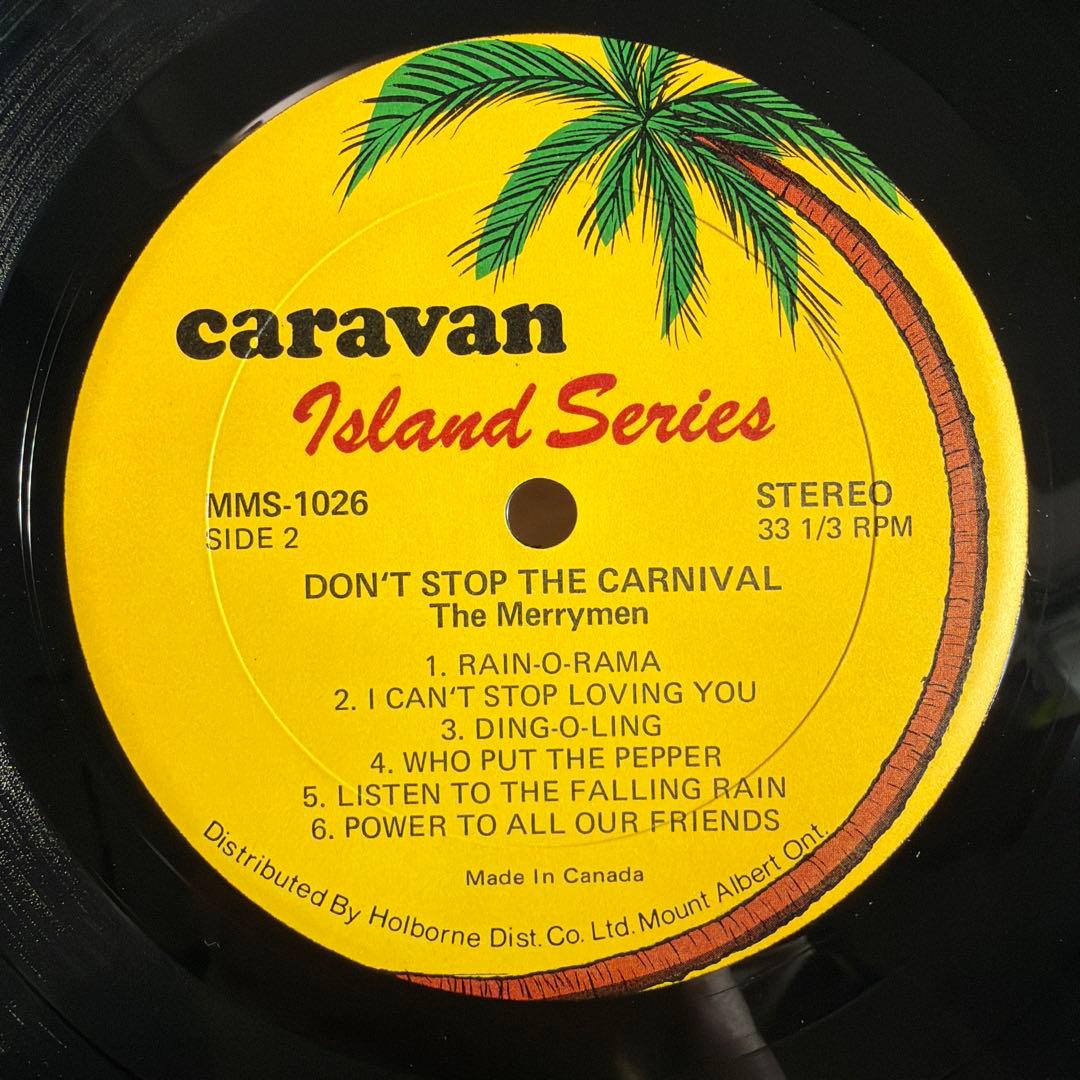 caravan
Island Series
MMS-1026
SIDE 2
STEREO
33 1/3 RPM
DON'T STOP THE CARNIVAL
The Merrymen
1. RAIN-O-RAMA
2. I CAN'T STOP LOVING YOU
3. DING-O-LING
4. WHO PUT THE PEPPER
5. LISTEN TO THE FALLING RAIN
6. POWER TO ALL OUR FRIENDS
Made In Canada
Distributed By Holborne Dist. Co. Ltd. Mount Albert Ont.